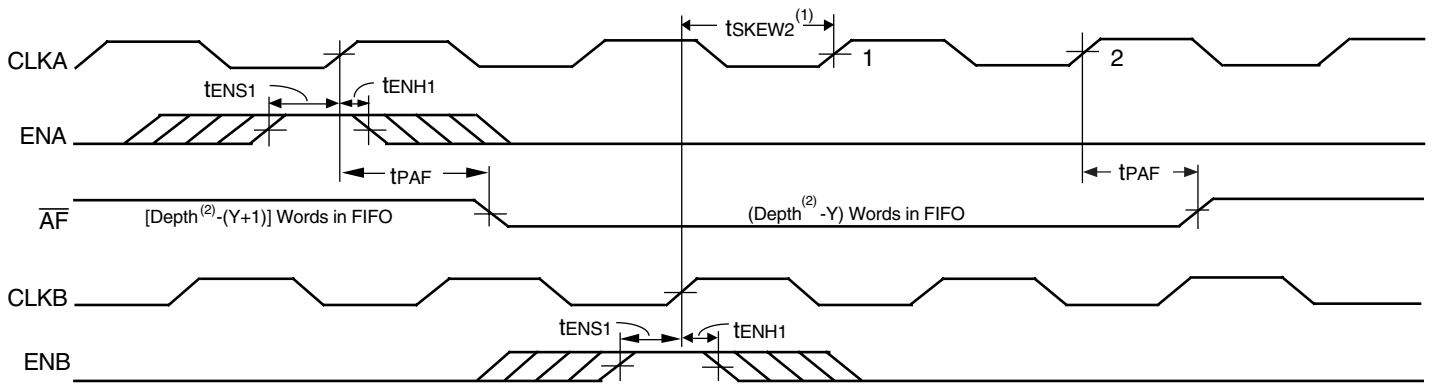 tSKEW2(1)
CLKA
1
2
tENS1
tENH1
ENA
tPAF
tPAF
AF
[Depth(2)-(Y+1)] Words in FIFO
(Depth(2) -Y) Words in FIFO
CLKB
tENS1
tENH1
ENB